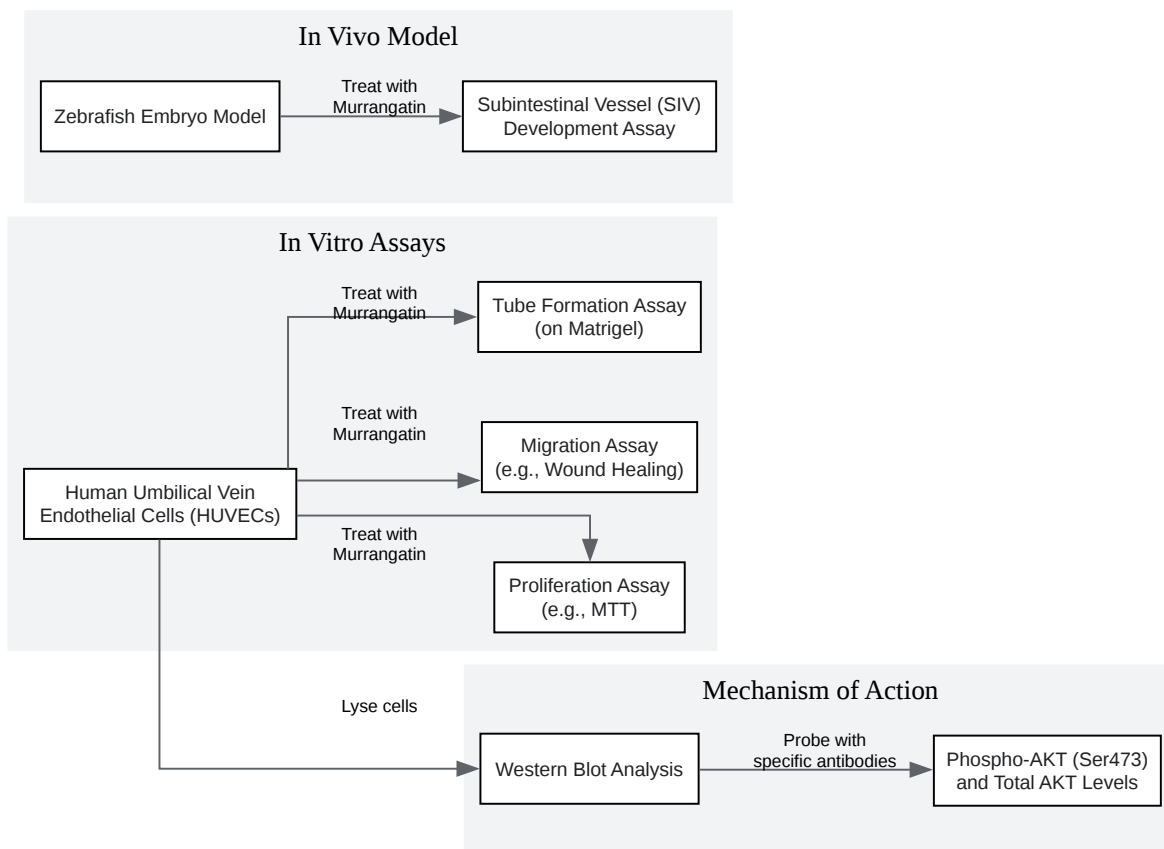 In Vivo Model
Zebrafish Embryo Model
Treat with
Murrangatin
Subintestinal Vessel (SIV)
Development Assay
In Vitro Assays
Treat with
Murrangatin
Tube Formation Assay
(on Matrigel)
Treat with
Murrangatin
Migration Assay
(e.g., Wound Healing)
Human Umbilical Vein
Endothelial Cells (HUVECs)
Treat with
Murrangatin
Proliferation Assay
(e.g., MTT)
Mechanism of Action
Lyse cells
Western Blot Analysis
Probe with
specific antibodies
Phospho-AKT (Ser473)
and Total AKT Levels